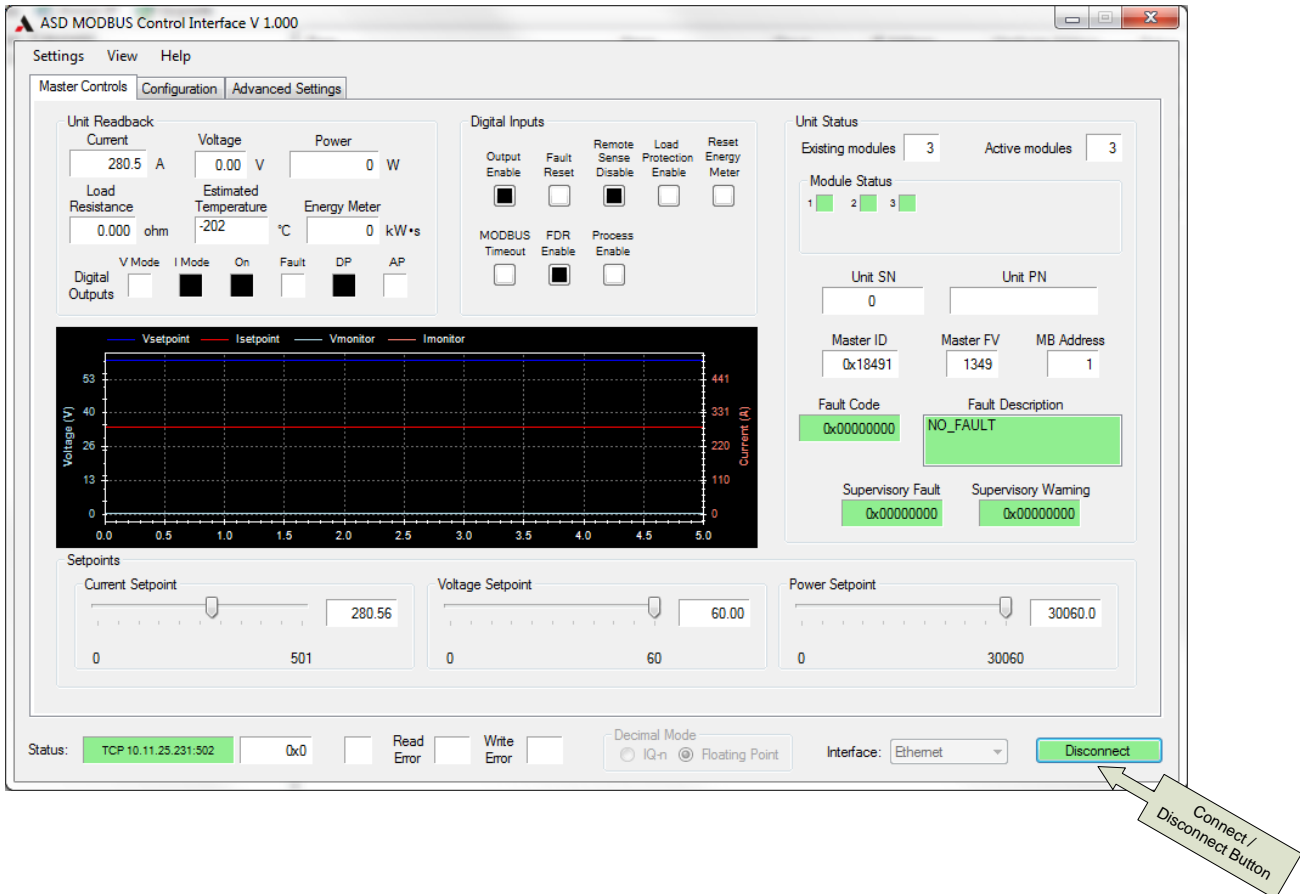 ASD MODBUS Control Interface V 1.000
Settings View Help
Master Controls Configuration Advanced Settings
Unit Readback
Current Voltage Power
280.5 A 0.00 V 0 W
Load
Resistance
Estimated
Temperature
Energy Meter
0.000 ohm -202 °C 0 kW•s
V Mode I Mode On Fault DP AP
Digital
Outputs
Digital Inputs
Output
Enable
Fault
Reset
Remote
Sense
Disable
Load
Protection
Enable
Reset
Energy
Meter
MODBUS
Timeout
FDR
Enable
Process
Enable
Unit Status
Existing modules 3 Active modules 3
Module Status
1 2 3
Unit SN Unit PN
0
Master ID Master FV MB Address
0x18491 1349 1
Fault Code Fault Description
0x00000000 NO_FAULT
Supervisory Fault Supervisory Warning
0x00000000 0x00000000
Vsetpoint Isetpoint Vmonitor Imonitor
Voltage (V)
53
40
26
13
0
441
331
220
110
0
Current (A)
0.0 0.5 1.0 1.5 2.0 2.5 3.0 3.5 4.0 4.5 5.0
Setpoints
Current Setpoint
280.56
0 501
Voltage Setpoint
60.00
0 60
Power Setpoint
30060.0
0 30060
Status: TCP 10.11.25.231:502 0x0
Read
Error
Write
Error
Decimal Mode
IQ-n Floating Point
Interface: Ethernet
Disconnect
Connect /
Disconnect Button